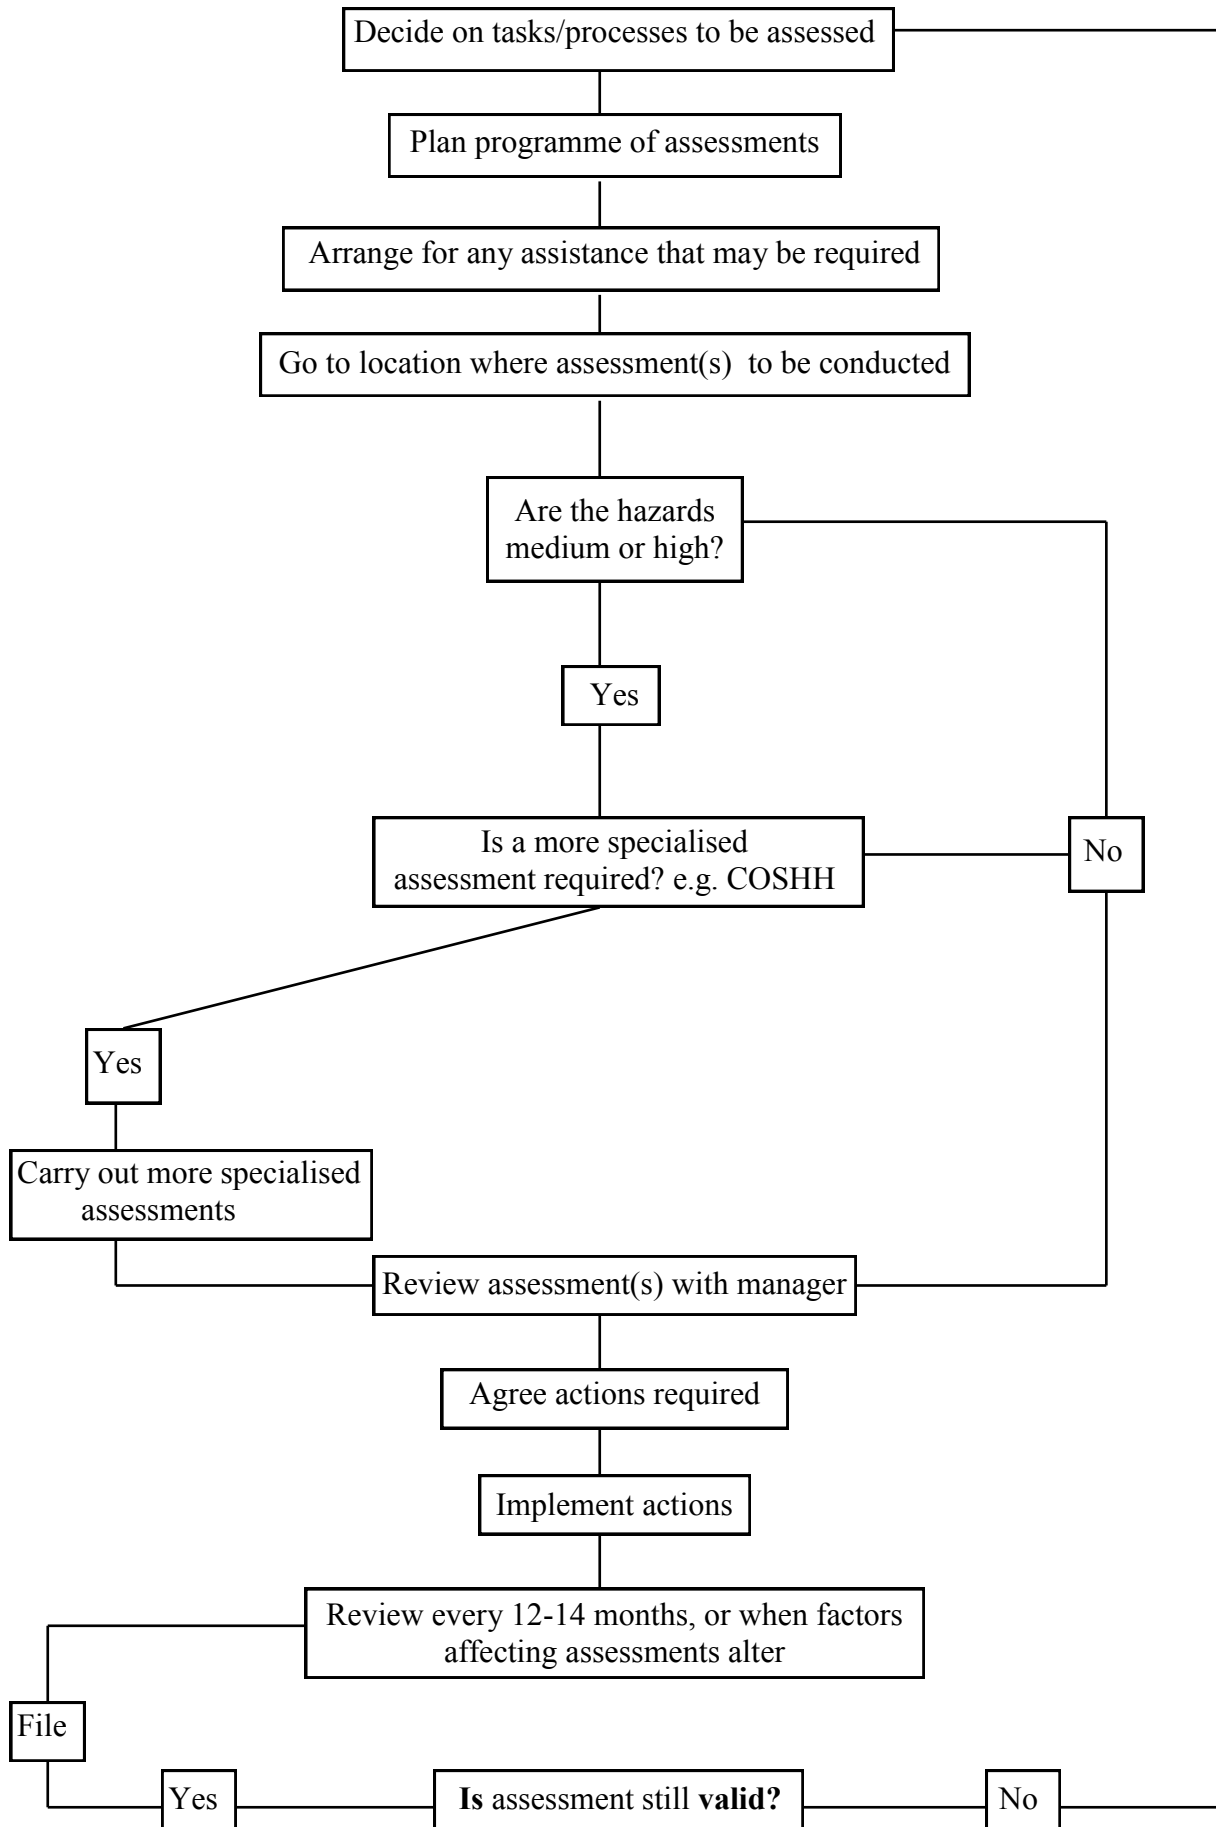 Decide on tasks/processes to be assessed
Plan programme of assessments
Arrange for any assistance that may be required
Go to location where assessment(s) to be conducted
Are the hazards
medium or high?
Yes
Is a more specialised
assessment required? e.g. COSHH
No
Yes
Carry out more specialised
assessments
Review assessment(s) with manager
Agree actions required
Implement actions
Review every 12-14 months, or when factors
affecting assessments alter
File
Yes
Is assessment still valid?
No